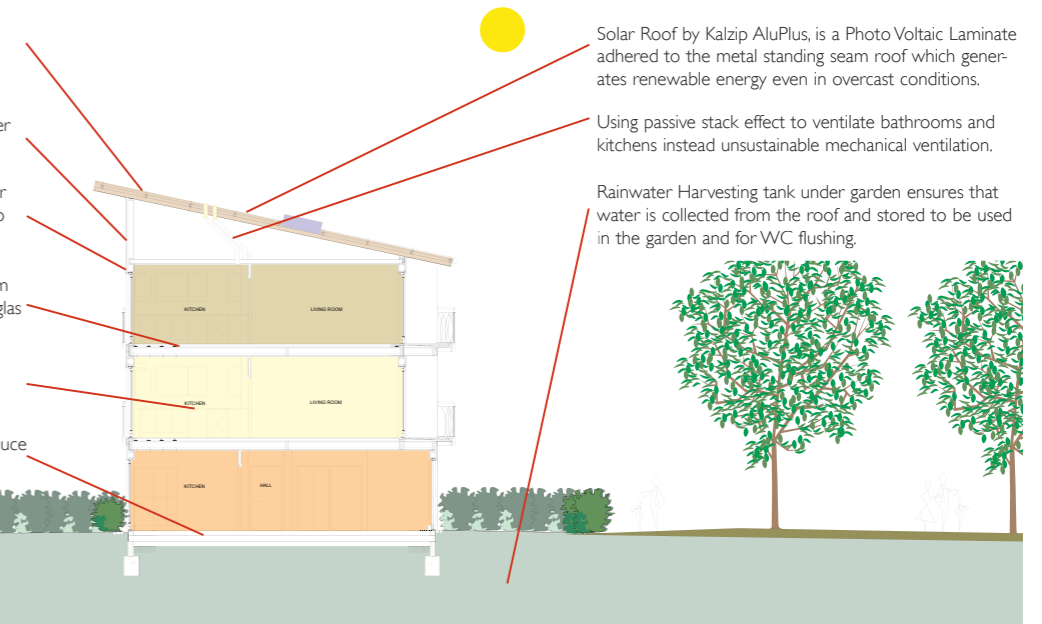 Solar Roof by Kalzip AluPlus, is a Photo Voltaic Laminate
adhered to the metal standing seam roof which gener-
ates renewable energy even in overcast conditions.
Using passive stack effect to ventilate bathrooms and
kitchens instead unsustainable mechanical ventilation.
Rainwater Harvesting tank under garden ensures that
water is collected from the roof and stored to be used
in the garden and for WC flushing.
KITCHEN
LIVING ROOM
KITCHEN
LIVING ROOM
KITCHEN
HALL